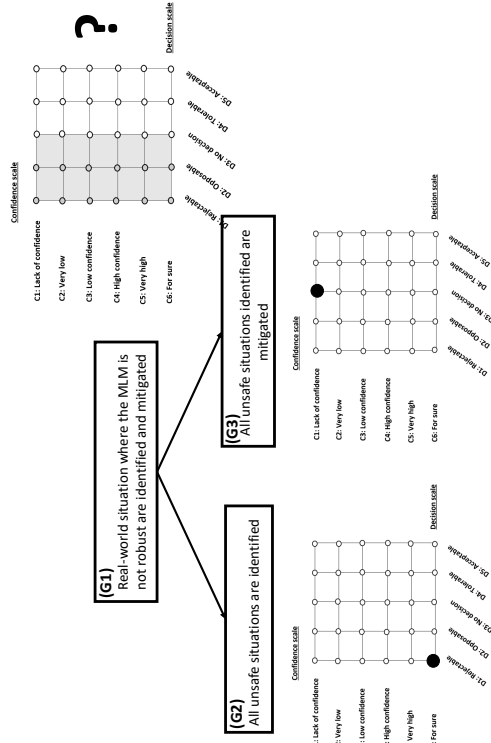 ?
Confidence scale
C1: Lack of confidence
C2: Very low
C3: Low confidence
C4: High confidence
C5: Very high
C6: For sure
Decision scale
Rejectable
D2: Opposable
D3: No decision
D4: Tolerable
D5: Acceptable
(G1)
Real-world situation where the MLM is
not robust are identified and mitigated
(G2)
All unsafe situations are identified
(G3)
All unsafe situations identified are
mitigated
Confidence scale
: Lack of confidence
: Very low
: Low confidence
: High confidence
Very high
: For sure
Decision scale
D1: Rejectable
D2: Opposable
D3: No decision
D4: Tolerable
D5: Acceptable
Confidence scale
C1: Lack of confidence
C2: Very low
C3: Low confidence
C4: High confidence
C5: Very high
C6: For sure
Decision scale
D1: Rejectable
D2: Opposable
D3: No decision
D4: Tolerable
D5: Acceptable